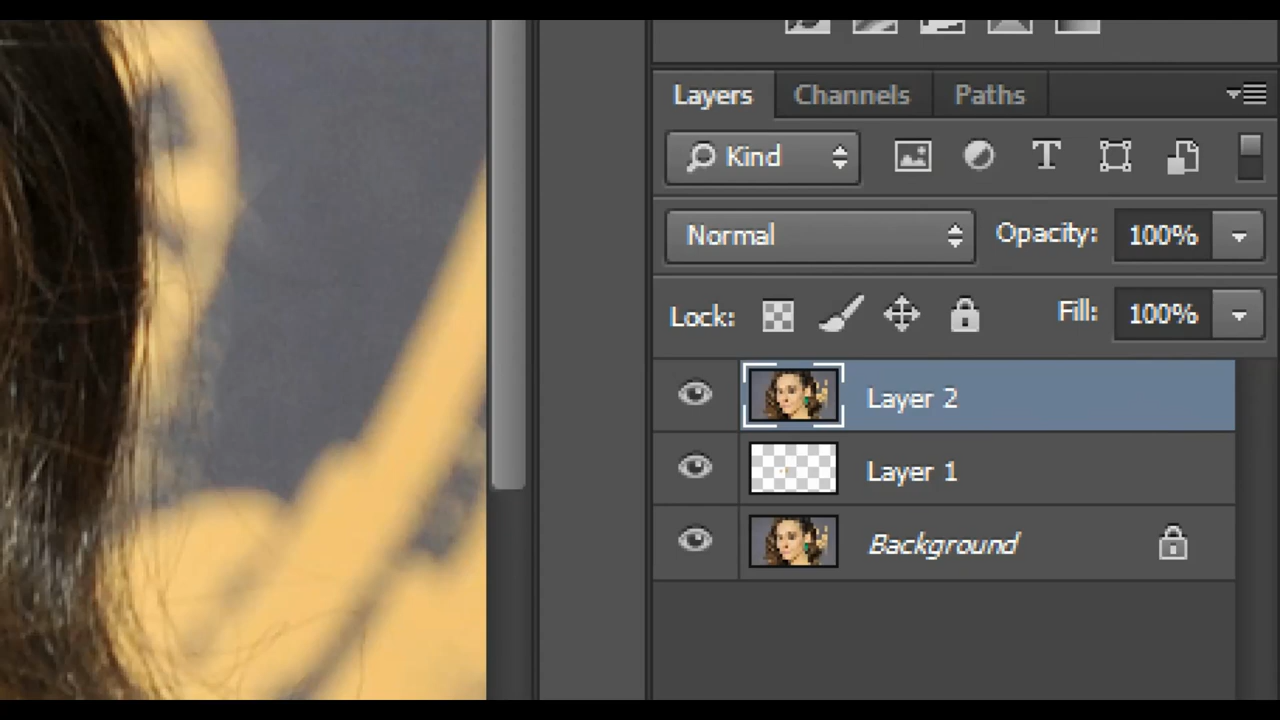 Layers Channels Paths
Kind
Normal Opacity: 100%
Lock: Fill: 100%
Layer 2
Layer 1
Background